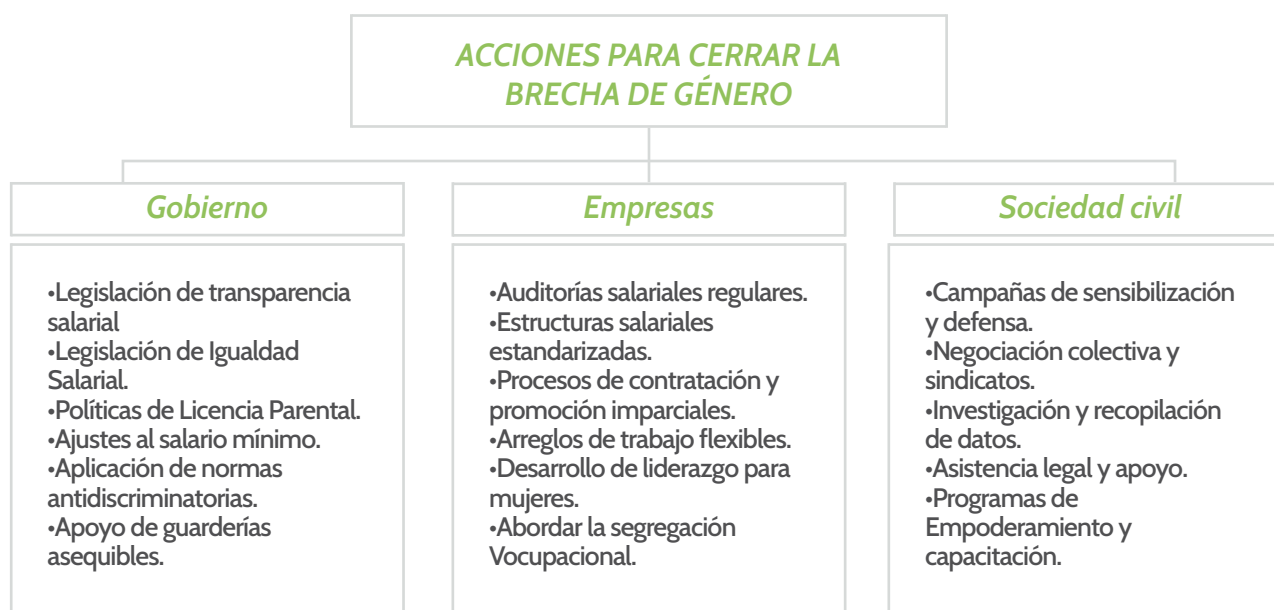 ACCIONES PARA CERRAR LA
BRECHA DE GÉNERO
Gobierno
•Legislación de transparencia
salarial
•Legislación de Igualdad
Salarial.
•Políticas de Licencia Parental.
•Ajustes al salario mínimo.
•Aplicación de normas
antidiscriminatorias.
•Apoyo de guarderías
asequibles.
Empresas
•Auditorías salariales regulares.
•Estructuras salariales
estandarizadas.
•Procesos de contratación y
promoción imparciales.
•Arreglos de trabajo flexibles.
•Desarrollo de liderazgo para
mujeres.
•Abordar la segregación
Vocupacional.
Sociedad civil
•Campañas de sensibilización
y defensa.
•Negociación colectiva y
sindicatos.
•Investigación y recopilación
de datos.
•Asistencia legal y apoyo.
•Programas de
Empoderamiento y
capacitación.